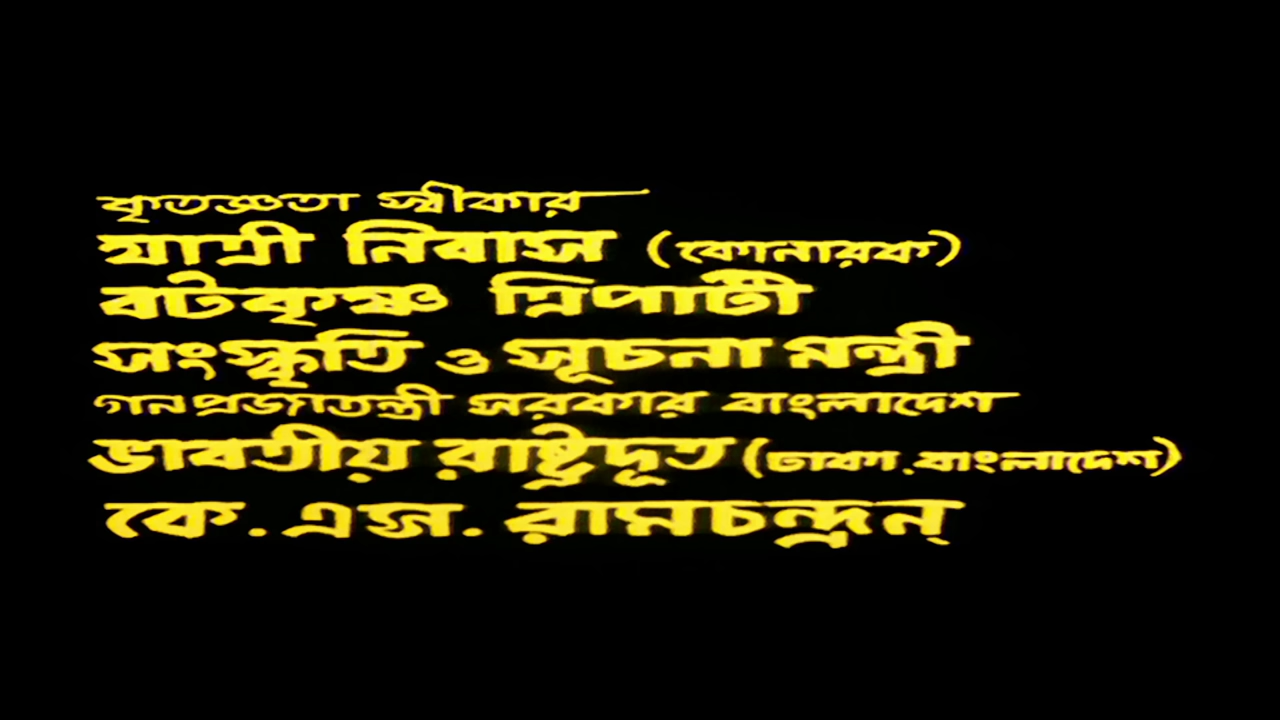 কৃতজ্ঞতা স্বীকার
যাত্রী নিবাস (কোনারক)
বটকৃষ্ণ ত্রিপাঠী
সংস্কৃতি ও সূচনা মন্ত্রী
গনপ্রজাতন্ত্রী সরকার বাংলাদেশ
ভারতীয় রাষ্ট্রদূত (ঢাকা, বাংলাদেশ)
কে. এস. রামচন্দ্রন্